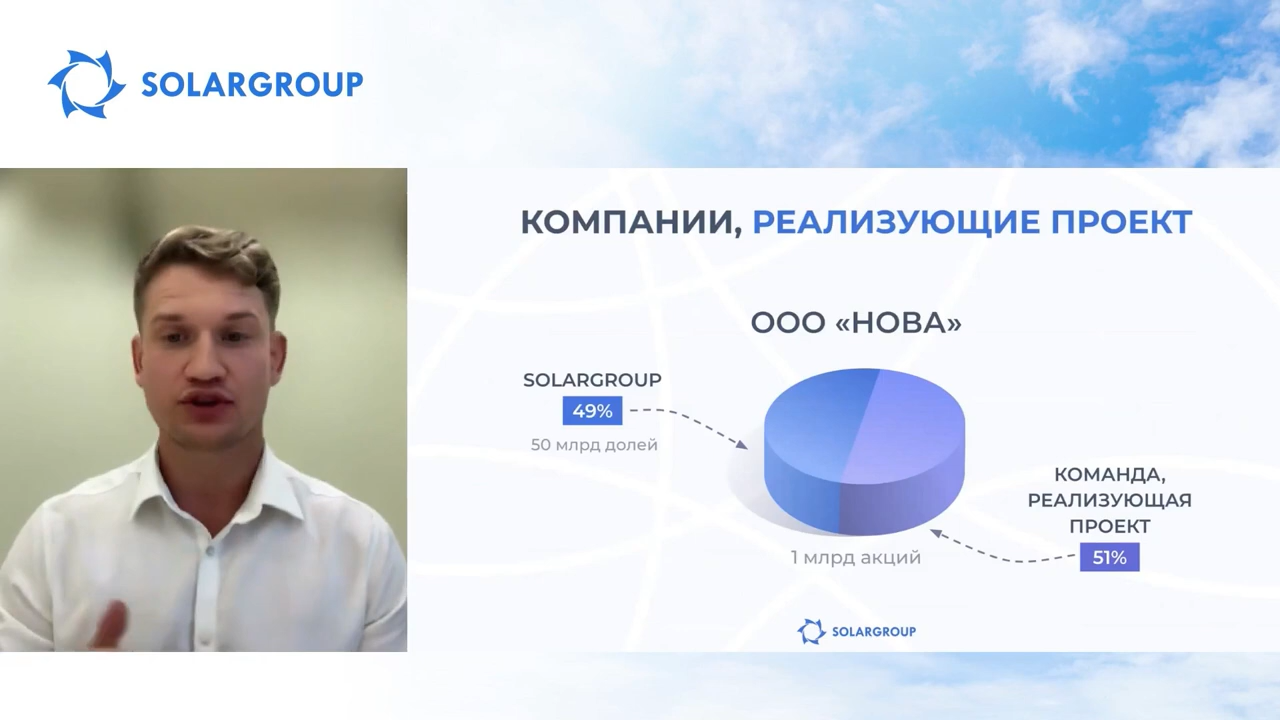 SOLARGROUP
КОМПАНИИ, РЕАЛИЗУЮЩИЕ ПРОЕКТ
ООО «НОВА»
SOLARGROUP
49%
50 млрд долей
КОМАНДА,
РЕАЛИЗУЮЩАЯ
ПРОЕКТ
51%
1 млрд акций
SOLARGROUP